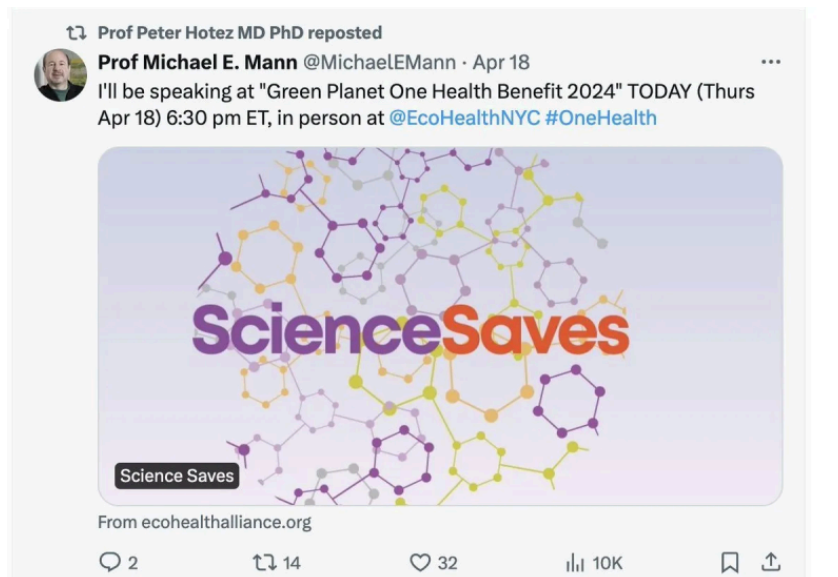 Prof Peter Hotez MD PhD reposted
Prof Michael E. Mann @MichaelEMann · Apr 18
I'll be speaking at "Green Planet One Health Benefit 2024" TODAY (Thurs
Apr 18) 6:30 pm ET, in person at @EcoHealthNYC #OneHealth
ScienceSaves
Science Saves
From ecohealthalliance.org
2 14 32 10K